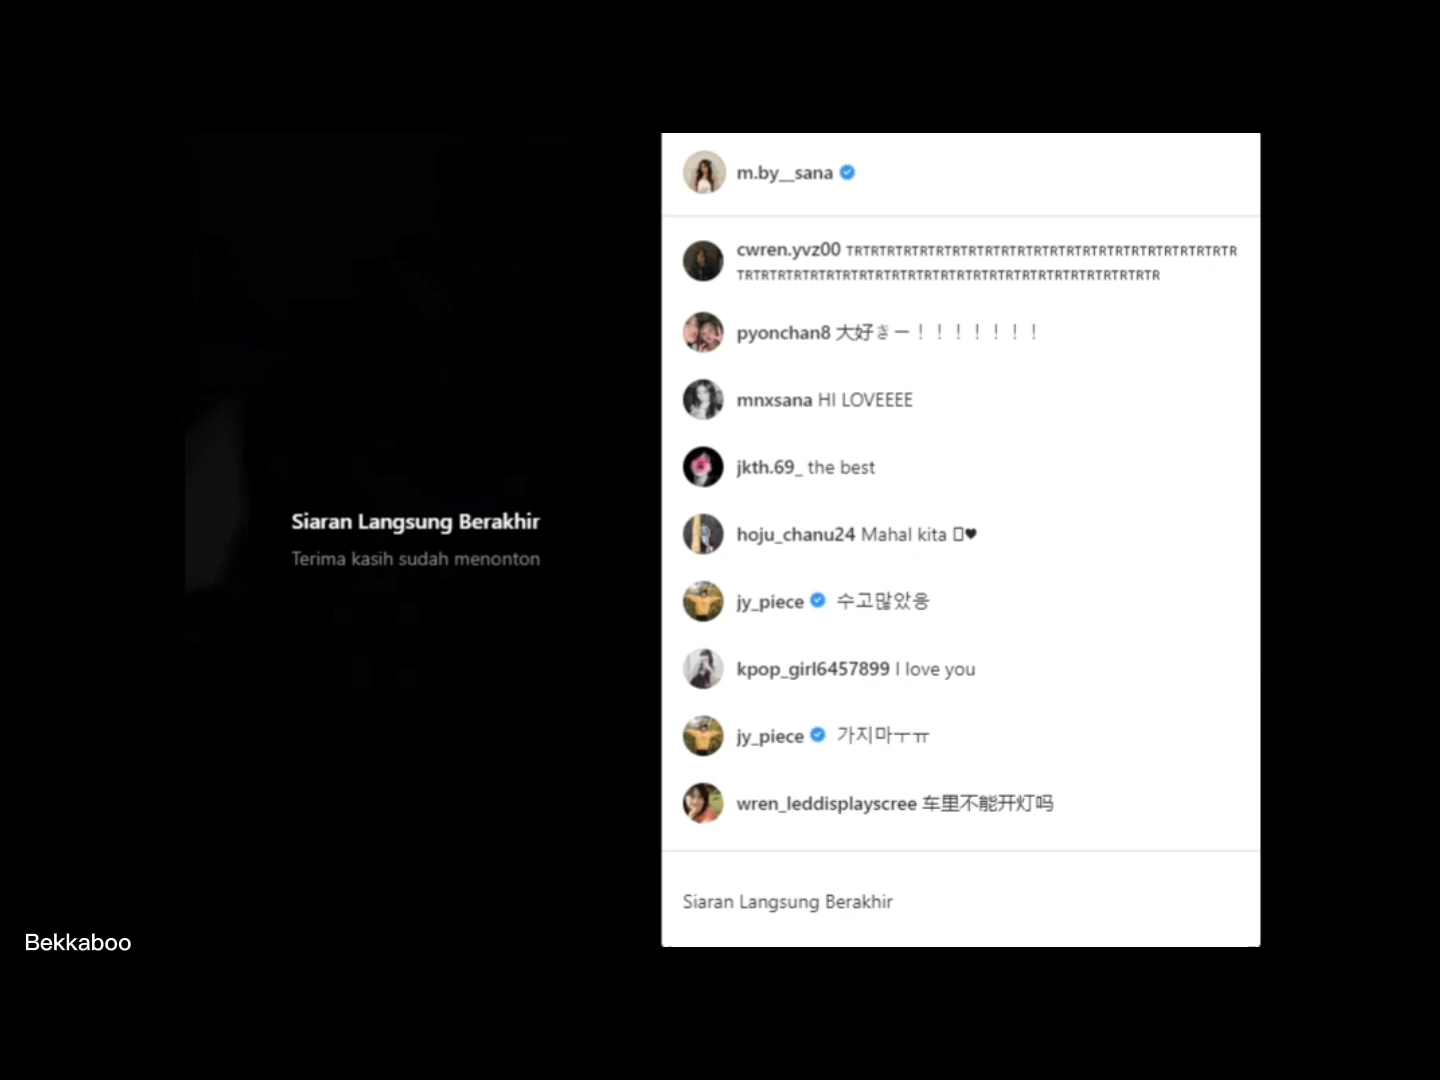 m.by__sana
cwren.yvz00 TRTRTRTRTRTRTRTRTRTRTRTRTRTRTRTRTRTRTRTRTRTRTRTR
TRTRTRTRTRTRTRTRTRTRTRTRTRTRTRTRTRTRTRTRTRTRTRTRTRTR
pyonchan8 大好きー！！！！！！！
mnxsana HI LOVEEEE
jkth.69_ the best
Siaran Langsung Berakhir
hoju_chanu24 Mahal kita ▯♥
Terima kasih sudah menonton
jy_piece 수고많았응
kpop_girl6457899 I love you
jy_piece 가지마ㅜㅠ
wren_leddisplayscree 车里不能开灯吗
Siaran Langsung Berakhir
Bekkaboo